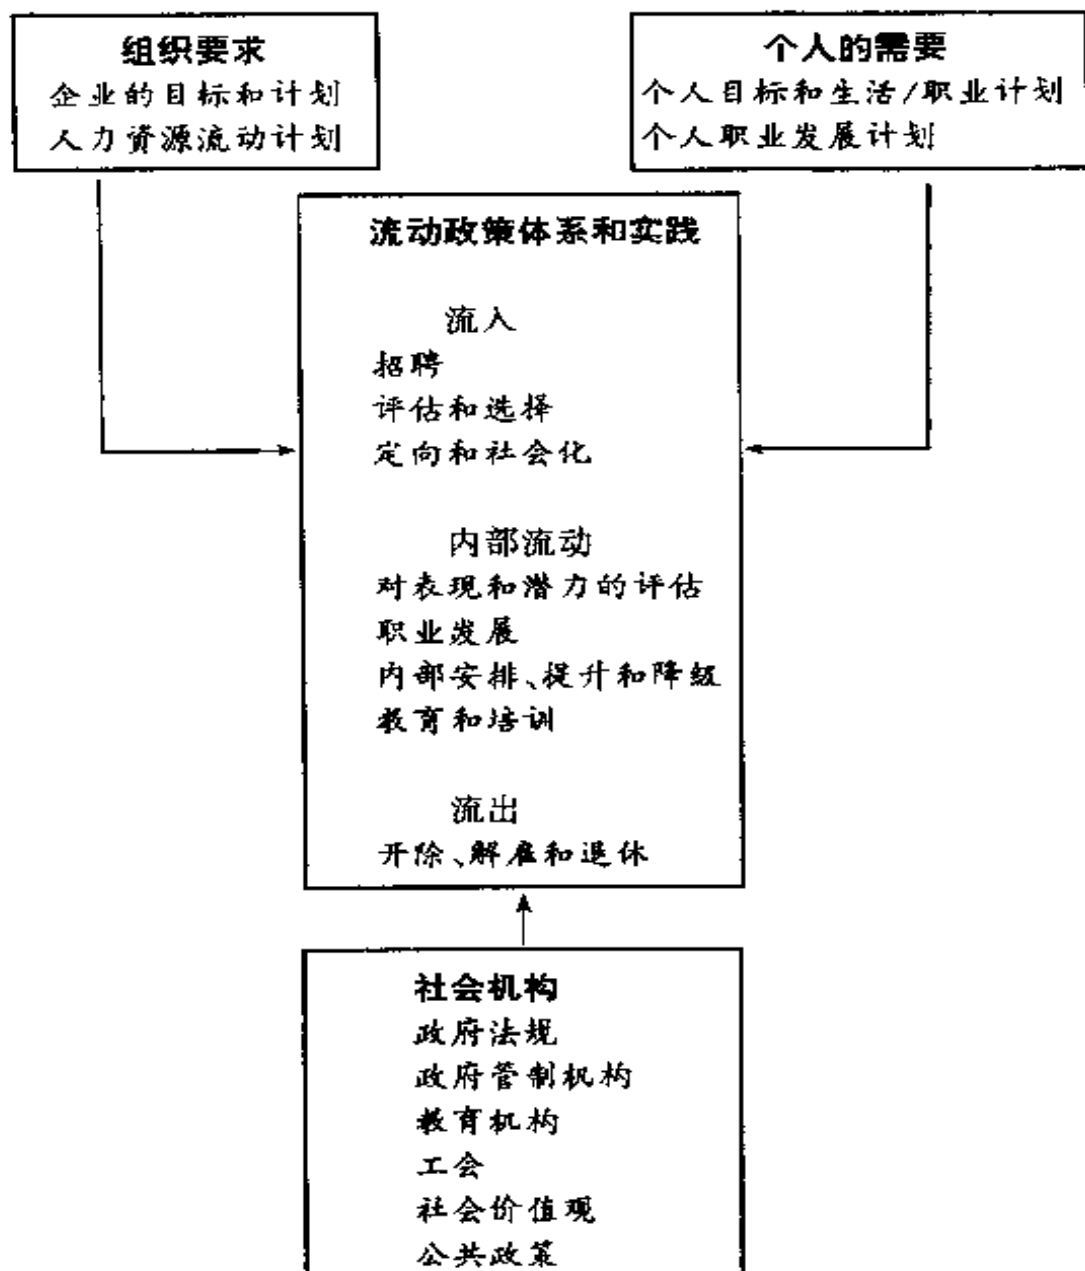 组织要求
企业的目标和计划
人力资源流动计划
个人的需要
个人目标和生活/职业计划
个人职业发展计划
流动政策体系和实践
流入
招聘
评估和选择
定向和社会化
内部流动
对表现和潜力的评估
职业发展
内部安排、提升和降级
教育和培训
流出
开除、解雇和退休
社会机构
政府法规
政府管制机构
教育机构
工会
社会价值观
公共政策